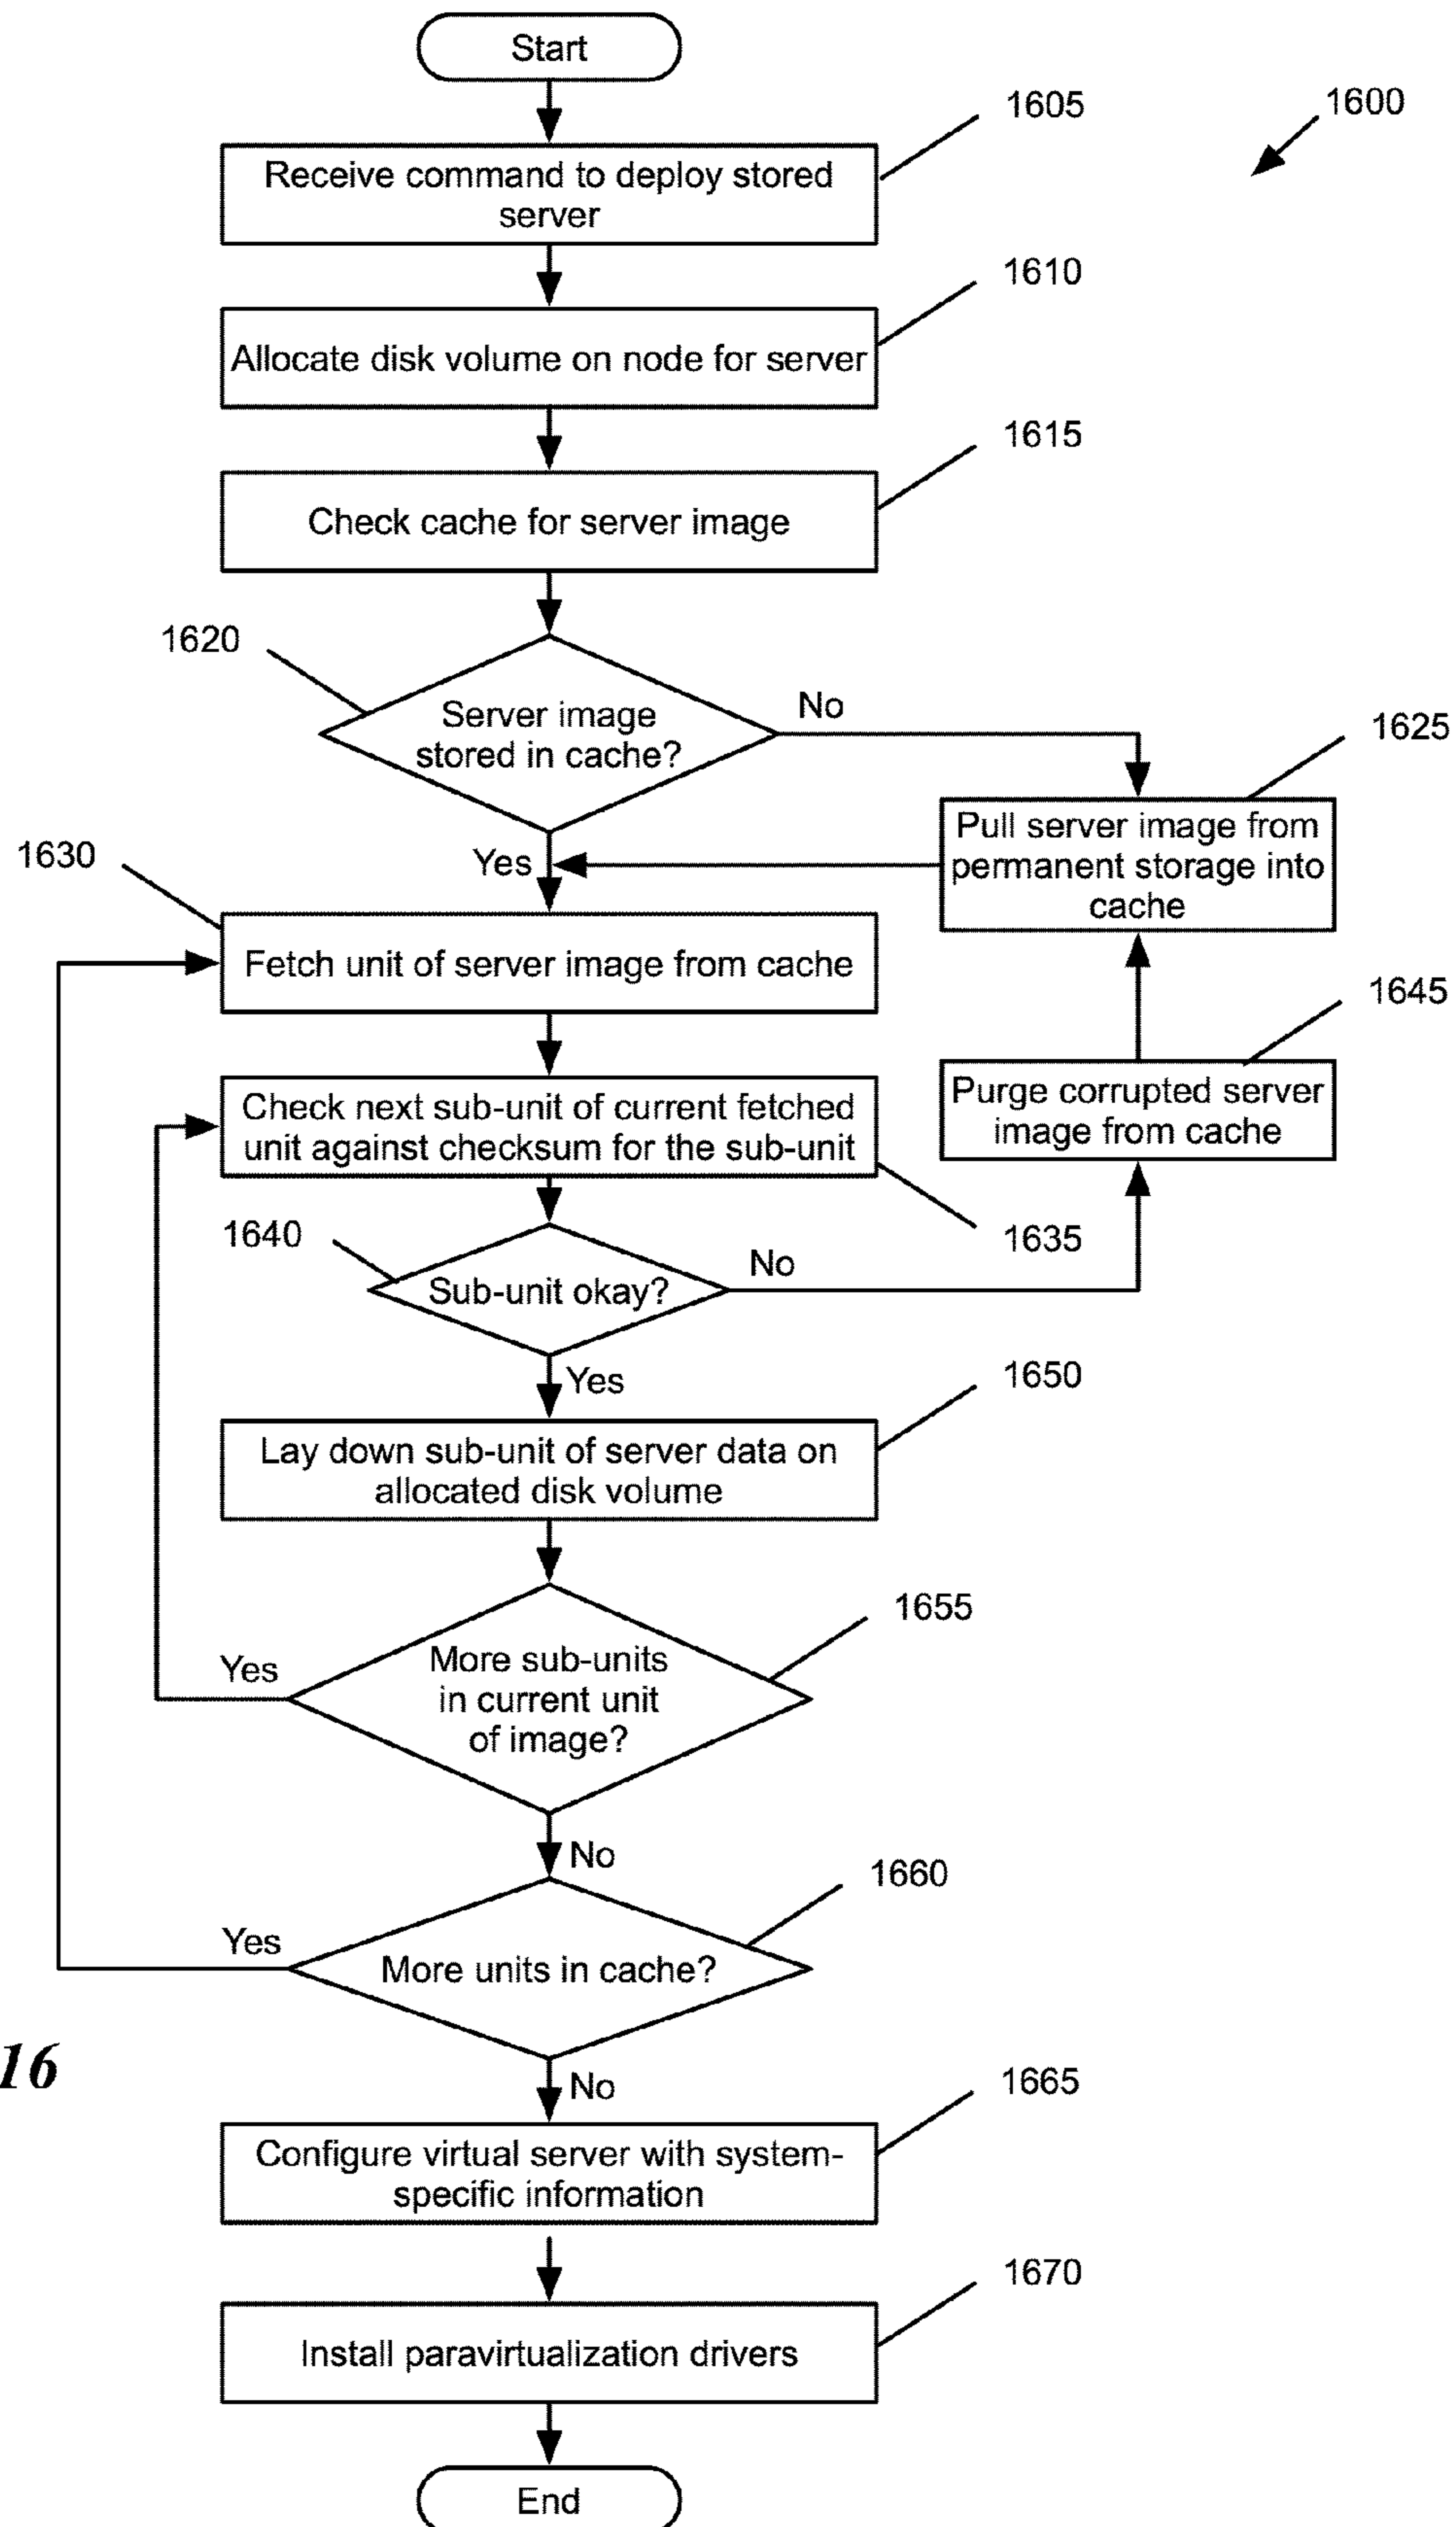 Start
1605
1600
Receive command to deploy stored
server
1610
Allocate disk volume on node for server
1615
Check cache for server image
1620
Server image
stored in cache?
No
1625
Pull server image from
permanent storage into
cache
Yes
1630
Fetch unit of server image from cache
1645
Purge corrupted server
image from cache
Check next sub-unit of current fetched
unit against checksum for the sub-unit
1635
1640
Sub-unit okay?
No
Yes
1650
Lay down sub-unit of server data on
allocated disk volume
1655
More sub-units
in current unit
of image?
Yes
No
1660
More units in cache?
Yes
16
No
1665
Configure virtual server with system-
specific information
1670
Install paravirtualization drivers
End